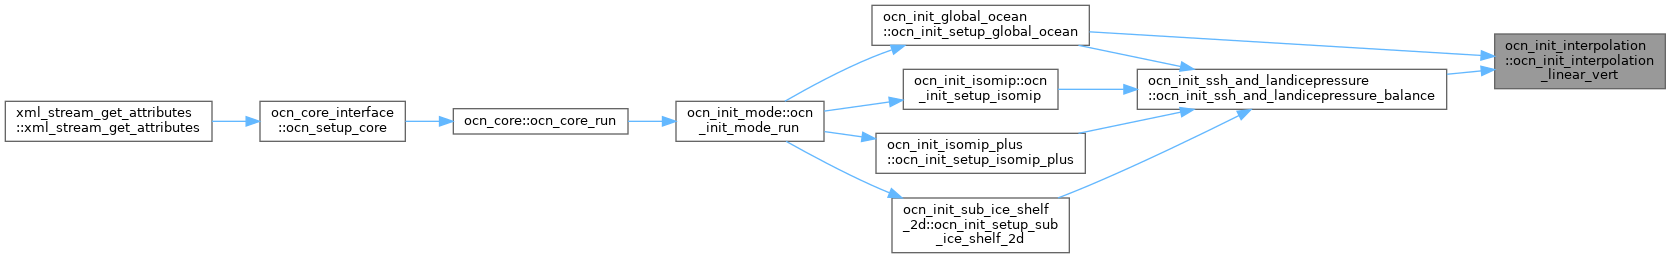 xml_stream_get_attributes
::xml_stream_get_attributes
ocn_core_interface
::ocn_setup_core
ocn_core::ocn_core_run
ocn_init_mode::ocn
_init_mode_run
ocn_init_global_ocean
::ocn_init_setup_global_ocean
ocn_init_isomip::ocn
_init_setup_isomip
ocn_init_isomip_plus
::ocn_init_setup_isomip_plus
ocn_init_sub_ice_shelf
_2d::ocn_init_setup_sub
_ice_shelf_2d
ocn_init_ssh_and_landicepressure
::ocn_init_ssh_and_landicepressure_balance
ocn_init_interpolation
::ocn_init_interpolation
_linear_vert